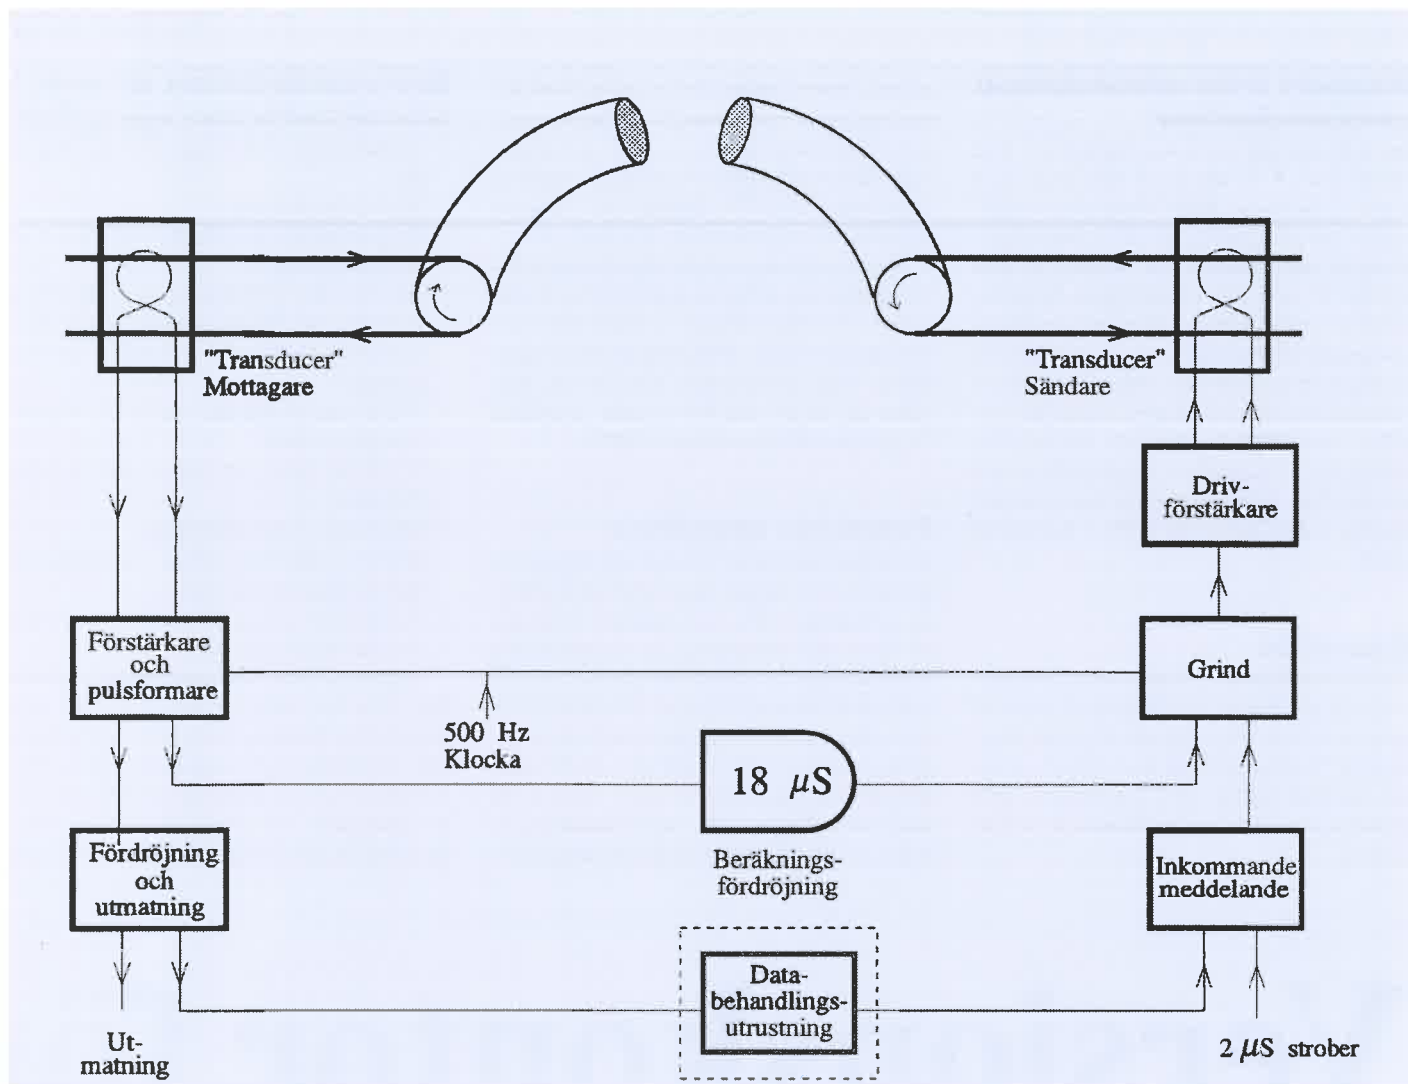 "Transducer"
Mottagare
"Transducer"
Sändare
Driv-
förstärkare
Förstärkare
och
pulsformare
Grind
500 Hz
Klocka
18 µS
Beräknings-
fördröjning
Fördröjning
och
utmatning
Inkommande
meddelande
Data-
behandlings-
utrustning
Ut-
matning
2 µS strober